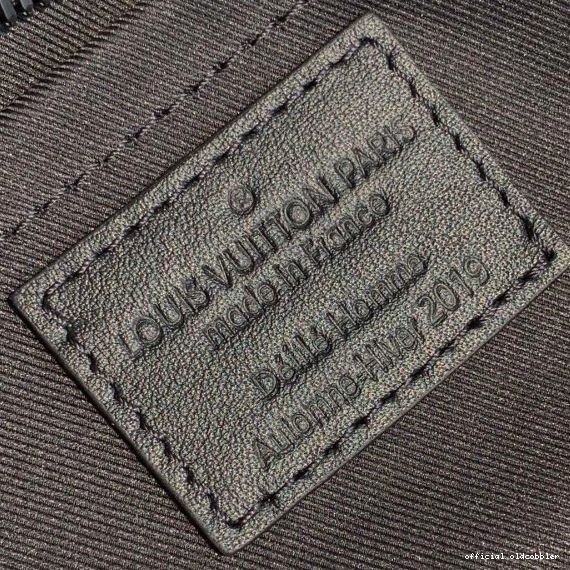 R
LOUIS VUITTON PARIS
made in France
Défilé Homme
Automne-Hiver 2019
official_oldcobbler